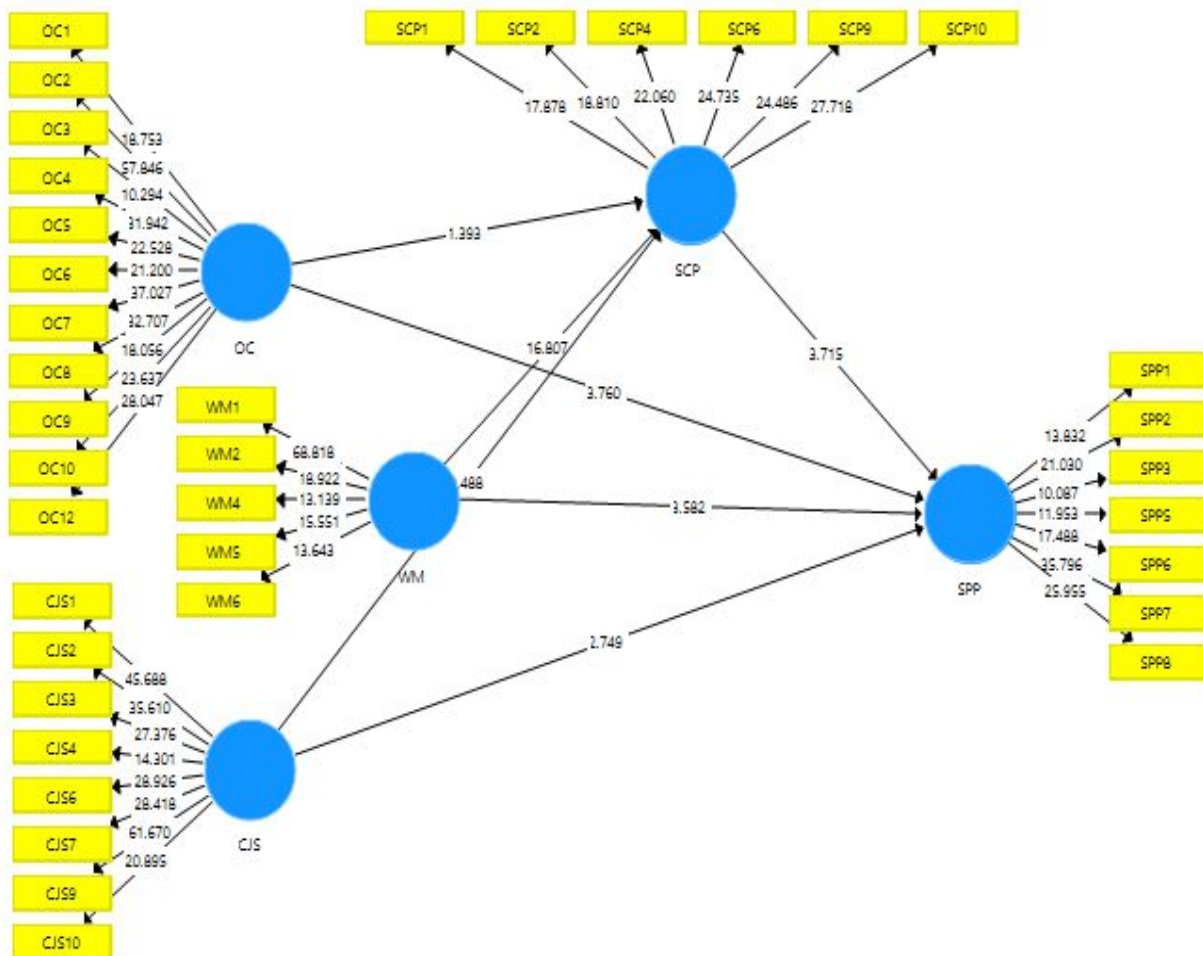 SCP1
SCP2
SCP4
SCP6
SCP9
SCP10
17.878
18.810
22.060
24.735
24.486
27.718
OC1
OC2
OC3
OC4
OC5
OC6
OC7
OC8
OC9
OC10
OC12
18.753
57.846
10.294
31.942
22.528
21.200
37.027
32.707
18.056
23.637
28.047
OC
1.393
SCP
16.807
3.760
3.715
WM1
WM2
WM4
WM5
WM6
68.818
18.922
13.139
15.551
13.643
WM
488
3.582
2.749
SPP
SPP1
SPP2
SPP3
SPP5
SPP6
SPP7
SPP8
13.832
21.030
10.087
11.953
17.488
35.796
25.955
CJS1
CJS2
CJS3
CJS4
CJS6
CJS7
CJS9
CJS10
45.688
35.610
27.376
14.301
28.926
28.418
61.670
20.895
CJS